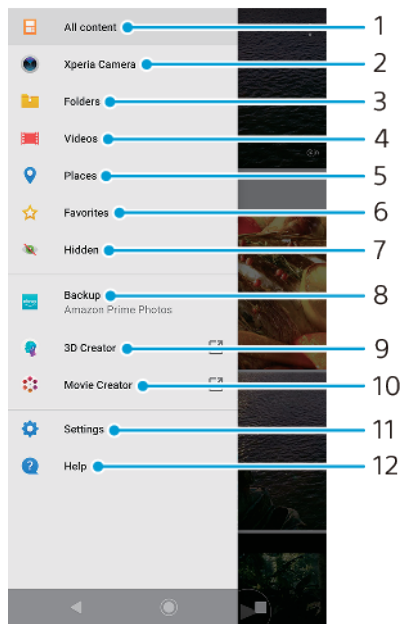 All content 1
Xperia Camera 2
Folders 3
Videos 4
Places 5
Favorites 6
Hidden 7
Backup 8
Amazon Prime Photos
3D Creator 9
Movie Creator 10
Settings 11
Help 12